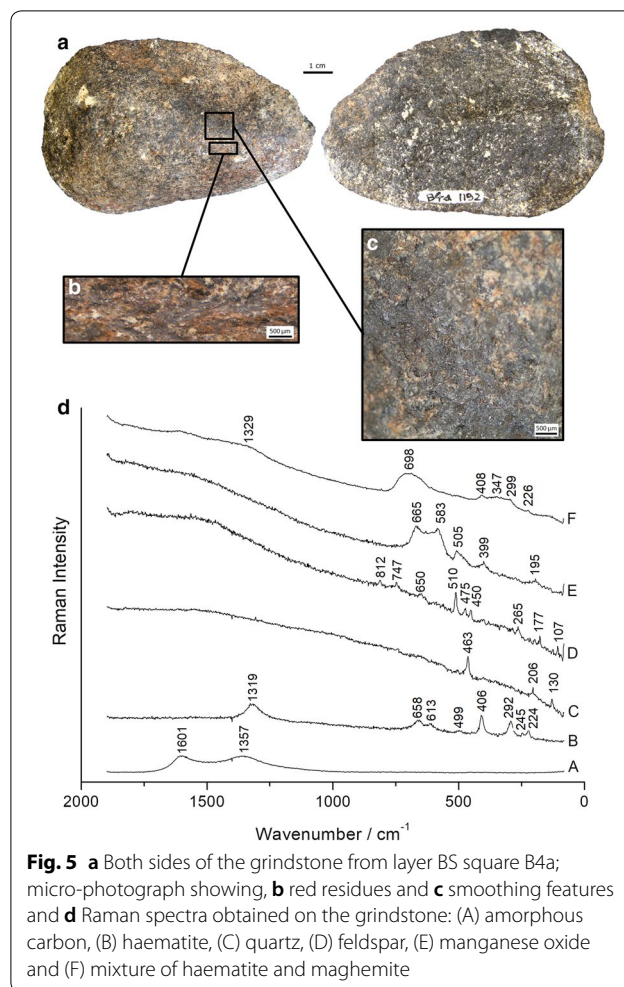 a
1 cm
B4a 1192
c
b
500 µm
500 µm
d
1329
698
408
347
299
226
F
665
583
505
399
195
E
812
747
650
510
475
450
265
177
107
D
463
206
130
C
1319
658
613
499
406
292
245
224
B
1601
1357
A
Raman Intensity
2000 1500 1000 500 0
Wavenumber / cm-1
Fig. 5 a Both sides of the grindstone from layer BS square B4a;
micro-photograph showing, b red residues and c smoothing features
and d Raman spectra obtained on the grindstone: (A) amorphous
carbon, (B) haematite, (C) quartz, (D) feldspar, (E) manganese oxide
and (F) mixture of haematite and maghemite